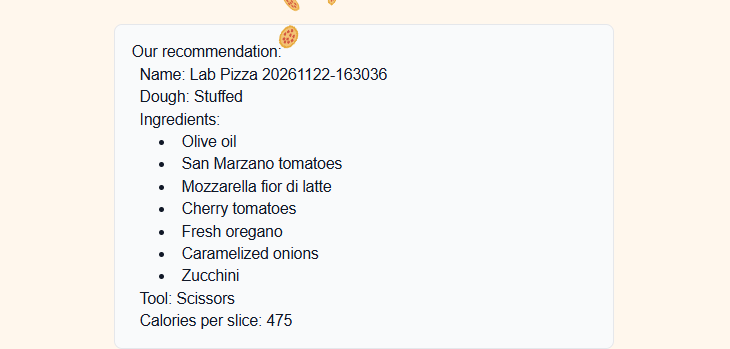 Our recommendation:
Name: Lab Pizza 20261122-163036
Dough: Stuffed
Ingredients:
• Olive oil
• San Marzano tomatoes
• Mozzarella fior di latte
• Cherry tomatoes
• Fresh oregano
• Caramelized onions
• Zucchini
Tool: Scissors
Calories per slice: 475